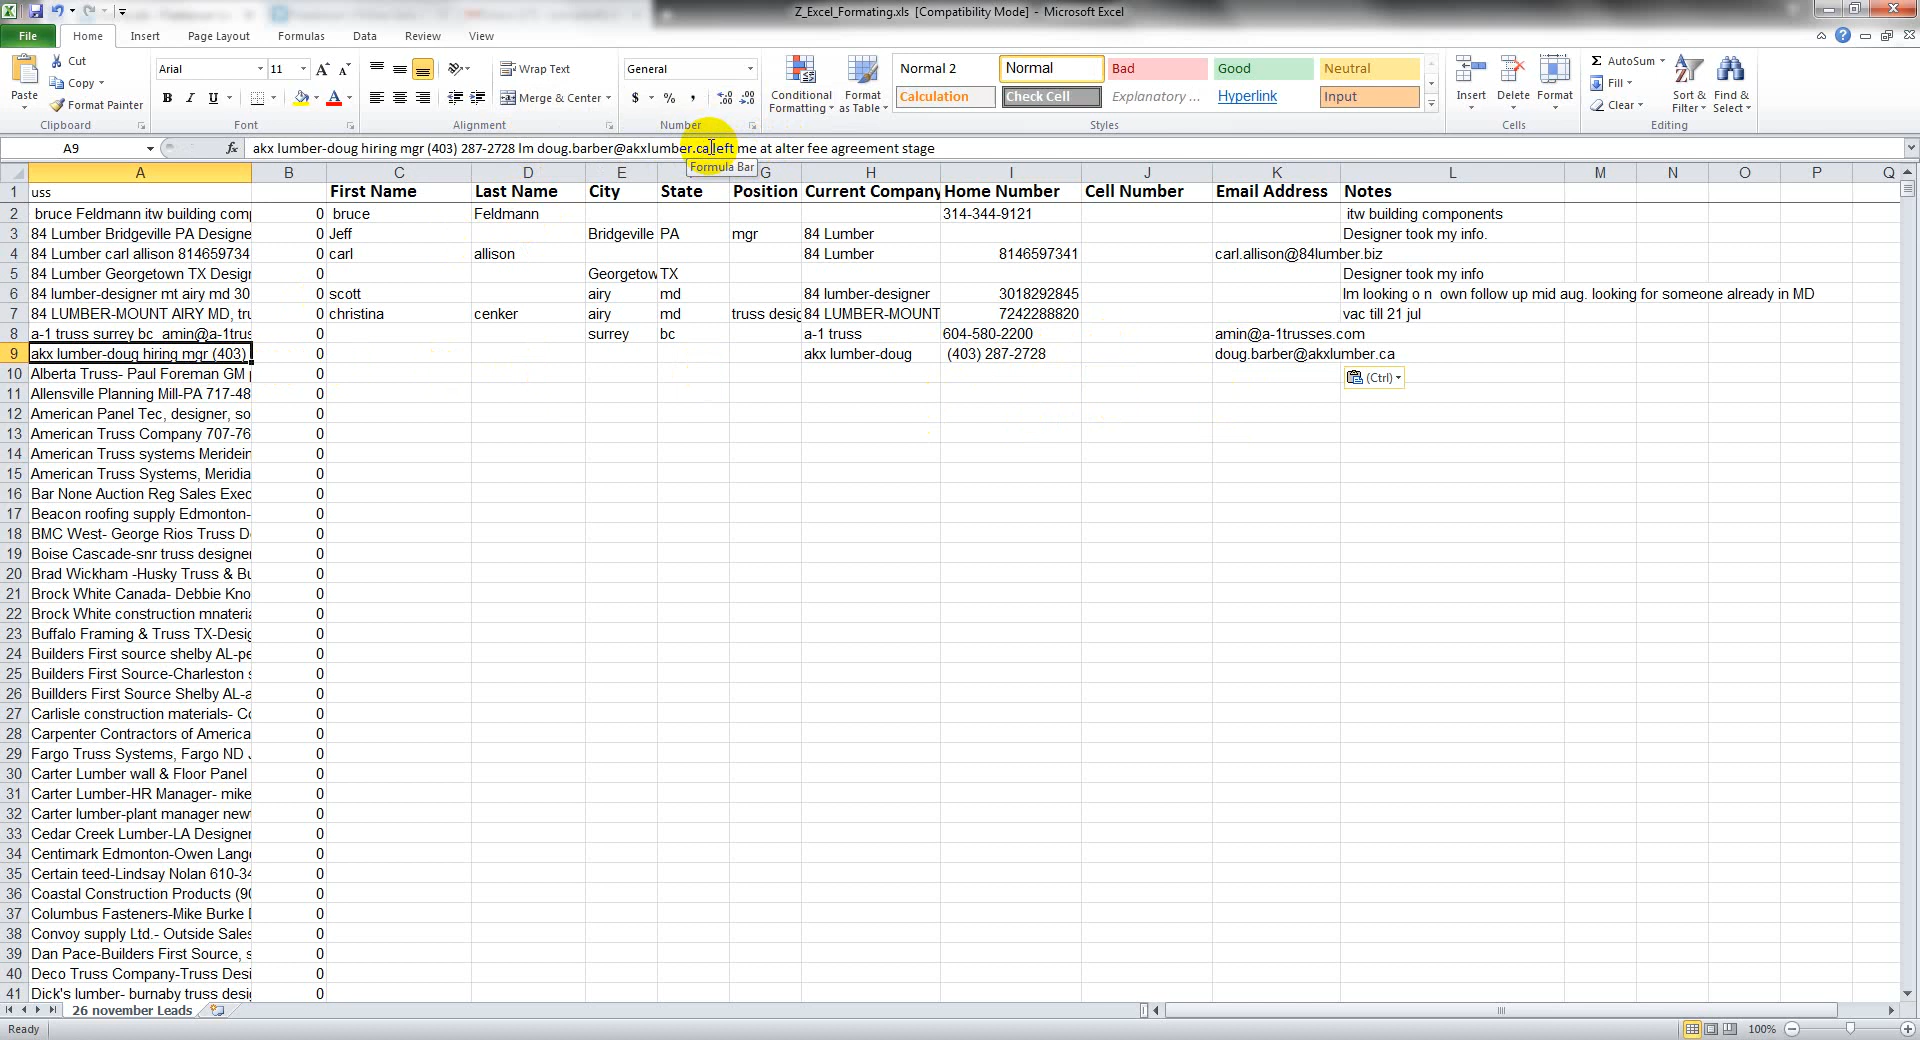 Z_Excel_Formating.xls [Compatibility Mode] - Microsoft Excel
File Home Insert Page Layout Formulas Data Review View
Paste
Cut
Copy
Format Painter
Clipboard
Arial 11
B I U
Font
Wrap Text
Merge & Center
Alignment
General
$ % ,
Number
Conditional Formatting
Format as Table
Normal 2 Normal Bad Good Neutral
Calculation Check Cell Explanatory ... Hyperlink Input
Styles
Insert Delete Format
Cells
AutoSum
Fill
Clear
Sort & Filter
Find & Select
Editing
A9 fx akx lumber-doug hiring mgr (403) 287-2728 lm doug.barber@akxlumber.ca left me at alter fee agreement stage
Formula Bar
A B C D E G H I J K L M N O P Q
1 uss First Name Last Name City State Position Current Company Home Number Cell Number Email Address Notes
2 bruce Feldmann itw building comp 0 bruce Feldmann 314-344-9121 itw building components
3 84 Lumber Bridgeville PA Designe 0 Jeff Bridgeville PA mgr 84 Lumber Designer took my info.
4 84 Lumber carl allison 814659734 0 carl allison 84 Lumber 8146597341 carl.allison@84lumber.biz
5 84 Lumber Georgetown TX Design 0 Georgetow TX Designer took my info
6 84 lumber-designer mt airy md 30 0 scott airy md 84 lumber-designer 3018292845 lm looking o n own follow up mid aug. looking for someone already in MD
7 84 LUMBER-MOUNT AIRY MD, tru 0 christina cenker airy md truss desig 84 LUMBER-MOUNT 7242288820 vac till 21 jul
8 a-1 truss surrey bc amin@a-1trus 0 surrey bc a-1 truss 604-580-2200 amin@a-1trusses.com
9 akx lumber-doug hiring mgr (403) 0 akx lumber-doug (403) 287-2728 doug.barber@akxlumber.ca
10 Alberta Truss- Paul Foreman GM 0
(Ctrl)
11 Allensville Planning Mill-PA 717-48 0
12 American Panel Tec, designer, so 0
13 American Truss Company 707-76 0
14 American Truss systems Meridein 0
15 American Truss Systems, Meridia 0
16 Bar None Auction Reg Sales Exec 0
17 Beacon roofing supply Edmonton- 0
18 BMC West- George Rios Truss D 0
19 Boise Cascade-snr truss designer 0
20 Brad Wickham -Husky Truss & Bu 0
21 Brock White Canada- Debbie Kno 0
22 Brock White construction mnateria 0
23 Buffalo Framing & Truss TX-Desig 0
24 Builders First source shelby AL-pe 0
25 Builders First Source-Charleston s 0
26 Buillders First Source Shelby AL-a 0
27 Carlisle construction materials- Co 0
28 Carpenter Contractors of America 0
29 Fargo Truss Systems, Fargo ND 0
30 Carter Lumber wall & Floor Panel 0
31 Carter Lumber-HR Manager- mike 0
32 Carter lumber-plant manager new 0
33 Cedar Creek Lumber-LA Designer 0
34 Centimark Edmonton-Owen Lang 0
35 Certain teed-Lindsay Nolan 610-34 0
36 Coastal Construction Products (90 0
37 Columbus Fasteners-Mike Burke D 0
38 Convoy supply Ltd.- Outside Sales 0
39 Dan Pace-Builders First Source, s 0
40 Deco Truss Company-Truss Desi 0
41 Dick's lumber- burnaby truss desig 0
26 november Leads
Ready 100%